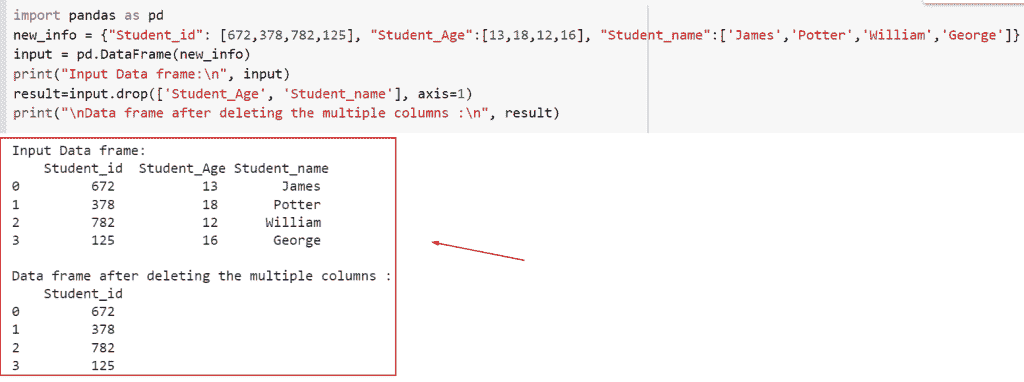 import pandas as pd
new_info = {"Student_id": [672,378,782,125], "Student_Age":[13,18,12,16], "Student_name":['James','Potter','William','George']}
input = pd.DataFrame(new_info)
print("Input Data frame:\n", input)
result=input.drop(['Student_Age', 'Student_name'], axis=1)
print("\nData frame after deleting the multiple columns :\n", result)
Input Data frame:
Student_id Student_Age Student_name
0 672 13 James
1 378 18 Potter
2 782 12 William
3 125 16 George
Data frame after deleting the multiple columns :
Student_id
0 672
1 378
2 782
3 125